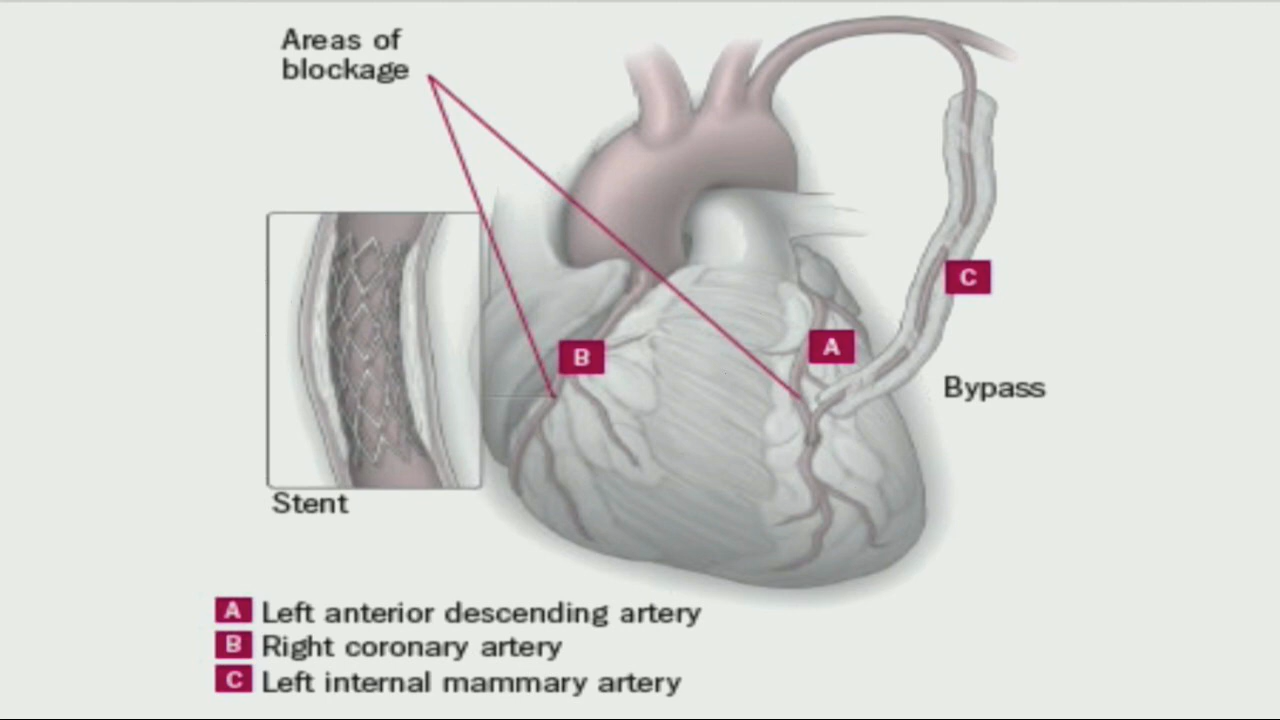 Areas of
blockage
B
A
C
Bypass
Stent
A Left anterior descending artery
B Right coronary artery
C Left internal mammary artery